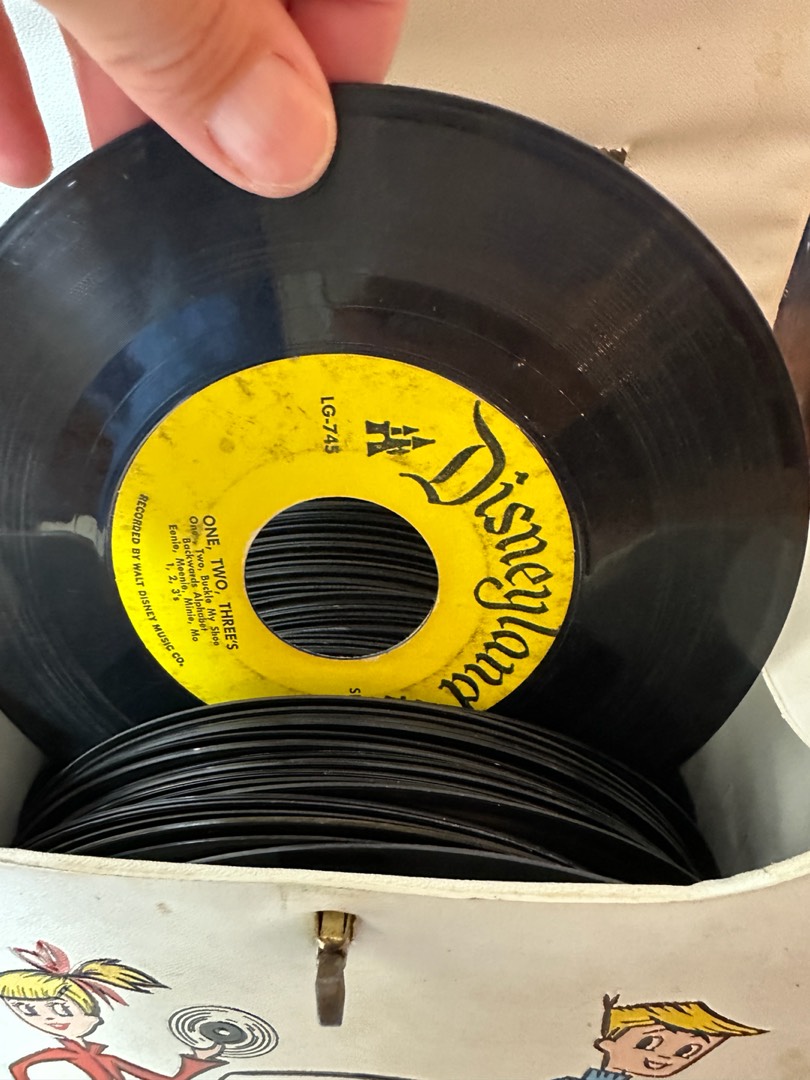 Disneyland
LG-745
ONE, TWO, THREE'S
One, Two, Buckle My Shoe
Backwards Alphabet
Eenie, Meenie, Minie, Mo
1, 2, 3's
RECORDED BY WALT DISNEY MUSIC CO.